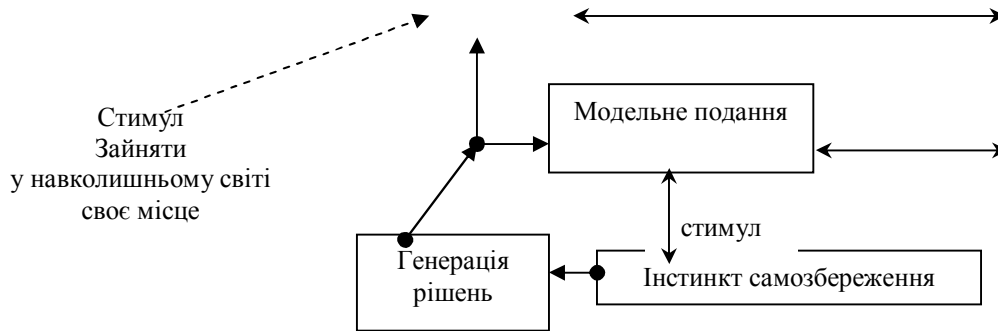 Стимул
Зайняти
у навколишньому світі
своє місце
Модельне подання
стимул
Генерація
рішень
Інстинкт самозбереження